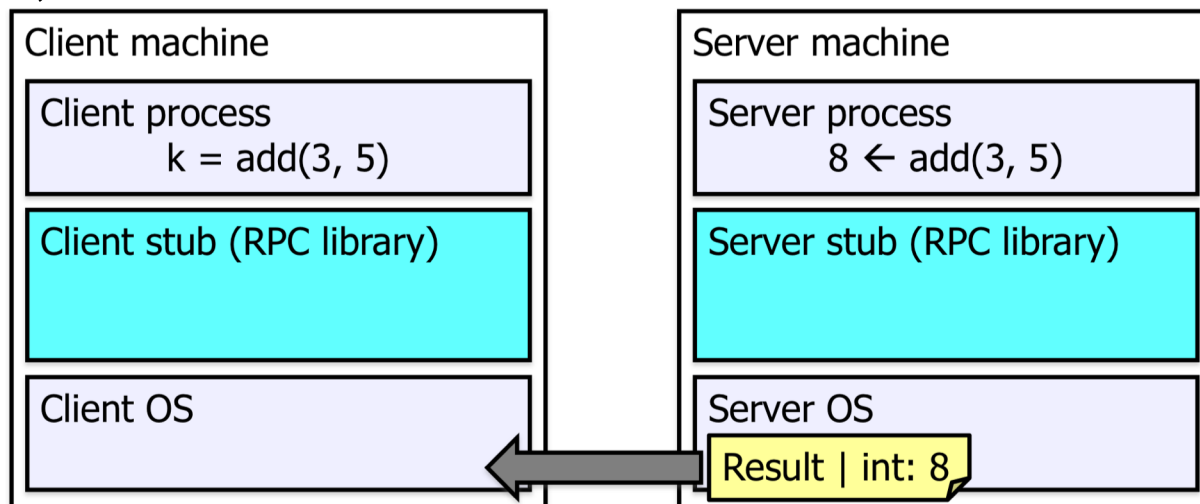 Client machine
Client process
k = add(3, 5)
Client stub (RPC library)
Client OS
Server machine
Server process
8 ← add(3, 5)
Server stub (RPC library)
Server OS
Result | int: 8